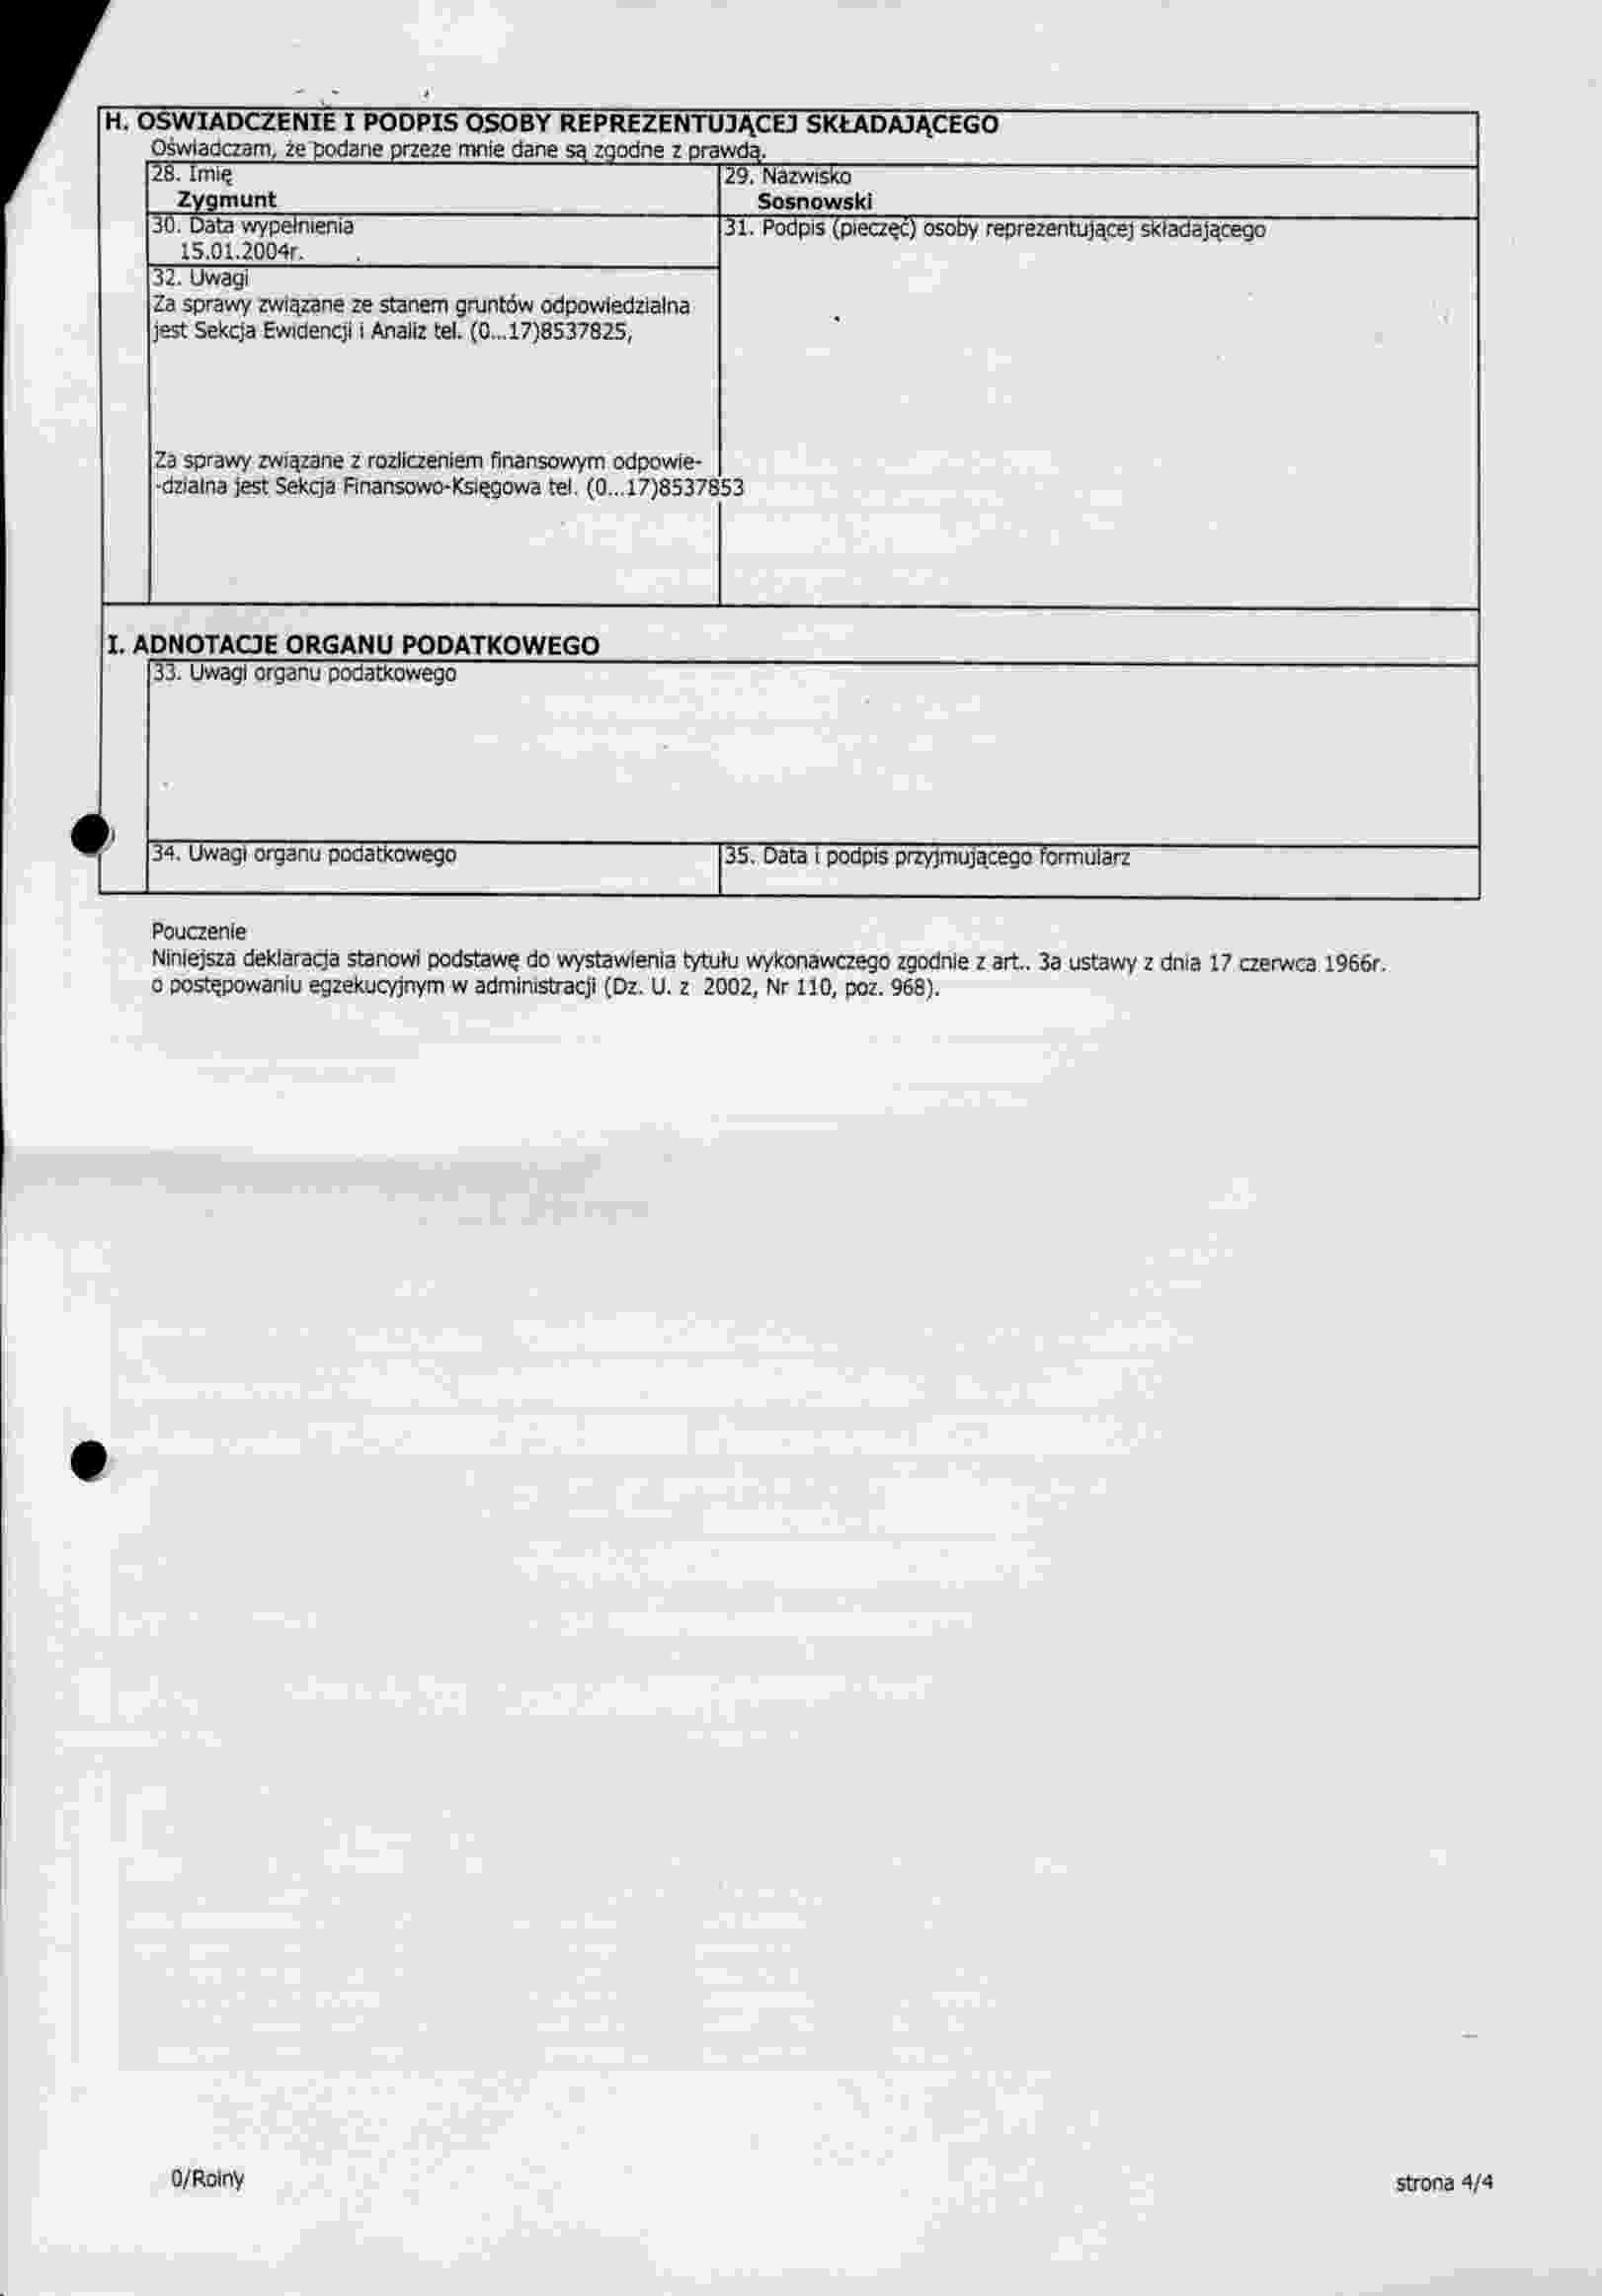 H. OŚWIADCZENIE I PODPIS OSOBY REPREZENTUJĄCEJ SKŁADAJĄCEGO
Oświadczam, że podane przeze mnie dane są zgodne z prawdą.
28. Imię
29. Nazwisko
Zygmunt
Sosnowski
30. Data wypełnienia
31. Podpis (pieczęć) osoby reprezentującej składającego
15.01.2004r.
32. Uwagi
Za sprawy związane ze stanem gruntów odpowiedzialna
jest Sekcja Ewidencji i Analiz tel. (0...17)8537825,
Za sprawy związane z rozliczeniem finansowym odpowie-
-dzialna jest Sekcja Finansowo-Księgowa tel. (0...17)8537853
I. ADNOTACJE ORGANU PODATKOWEGO
33. Uwagi organu podatkowego
34. Uwagi organu podatkowego
35. Data i podpis przyjmującego formularz
Pouczenie
Niniejsza deklaracja stanowi podstawę do wystawienia tytułu wykonawczego zgodnie z art.. 3a ustawy z dnia 17 czerwca 1966r.
o postępowaniu egzekucyjnym w administracji (Dz. U. z 2002, Nr 110, poz. 968).
0/Rolny
strona 4/4